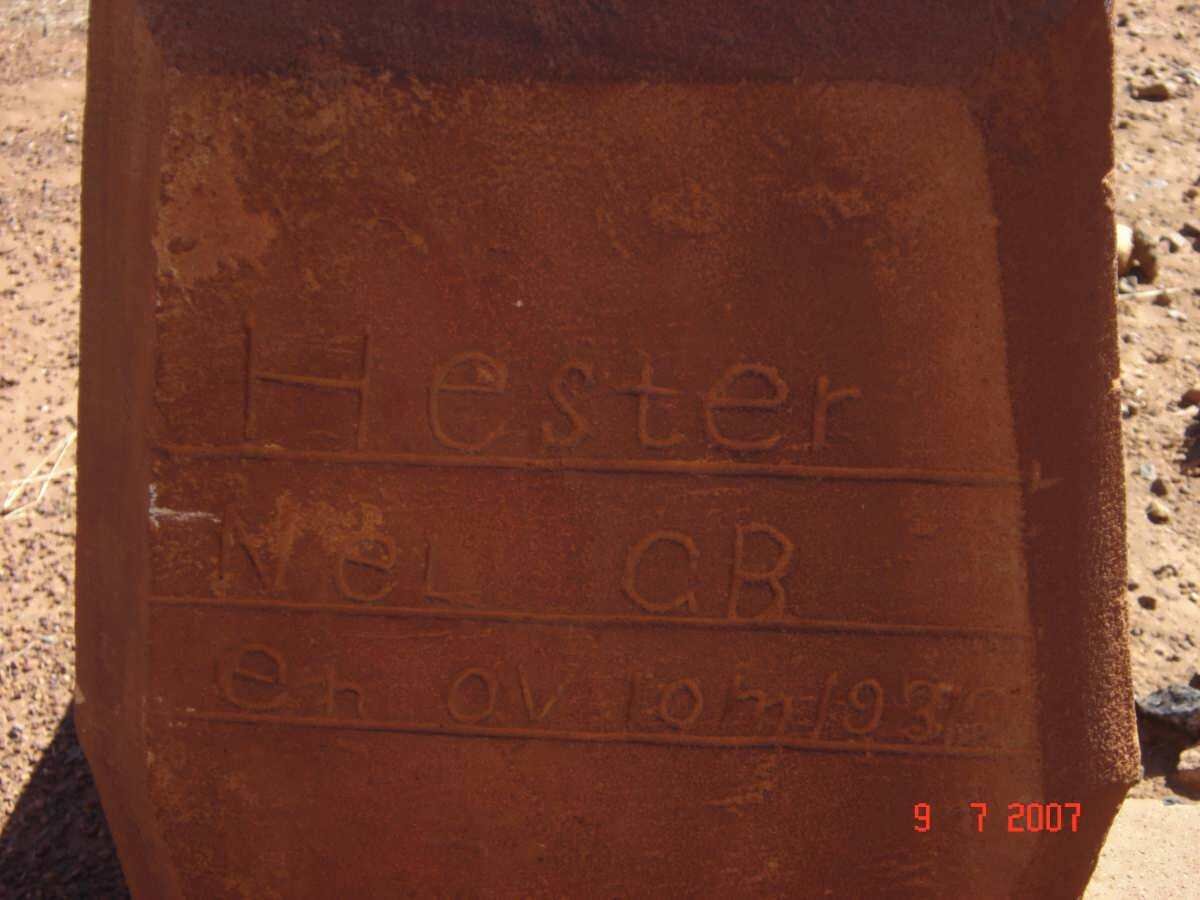 Hester
NeL GB
en OV
9 7 2007